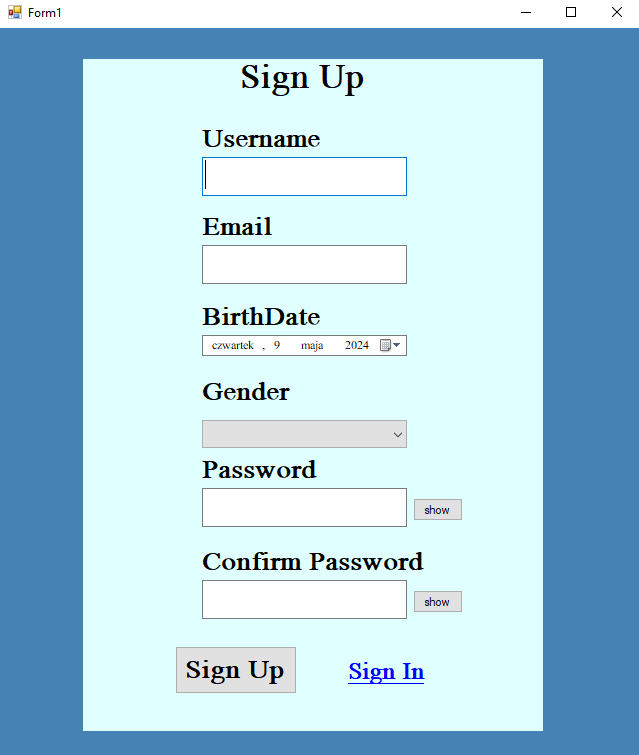 Form1
Sign Up
Username
Email
BirthDate
czwartek , 9 maja 2024
Gender
Password
show
Confirm Password
show
Sign Up Sign In